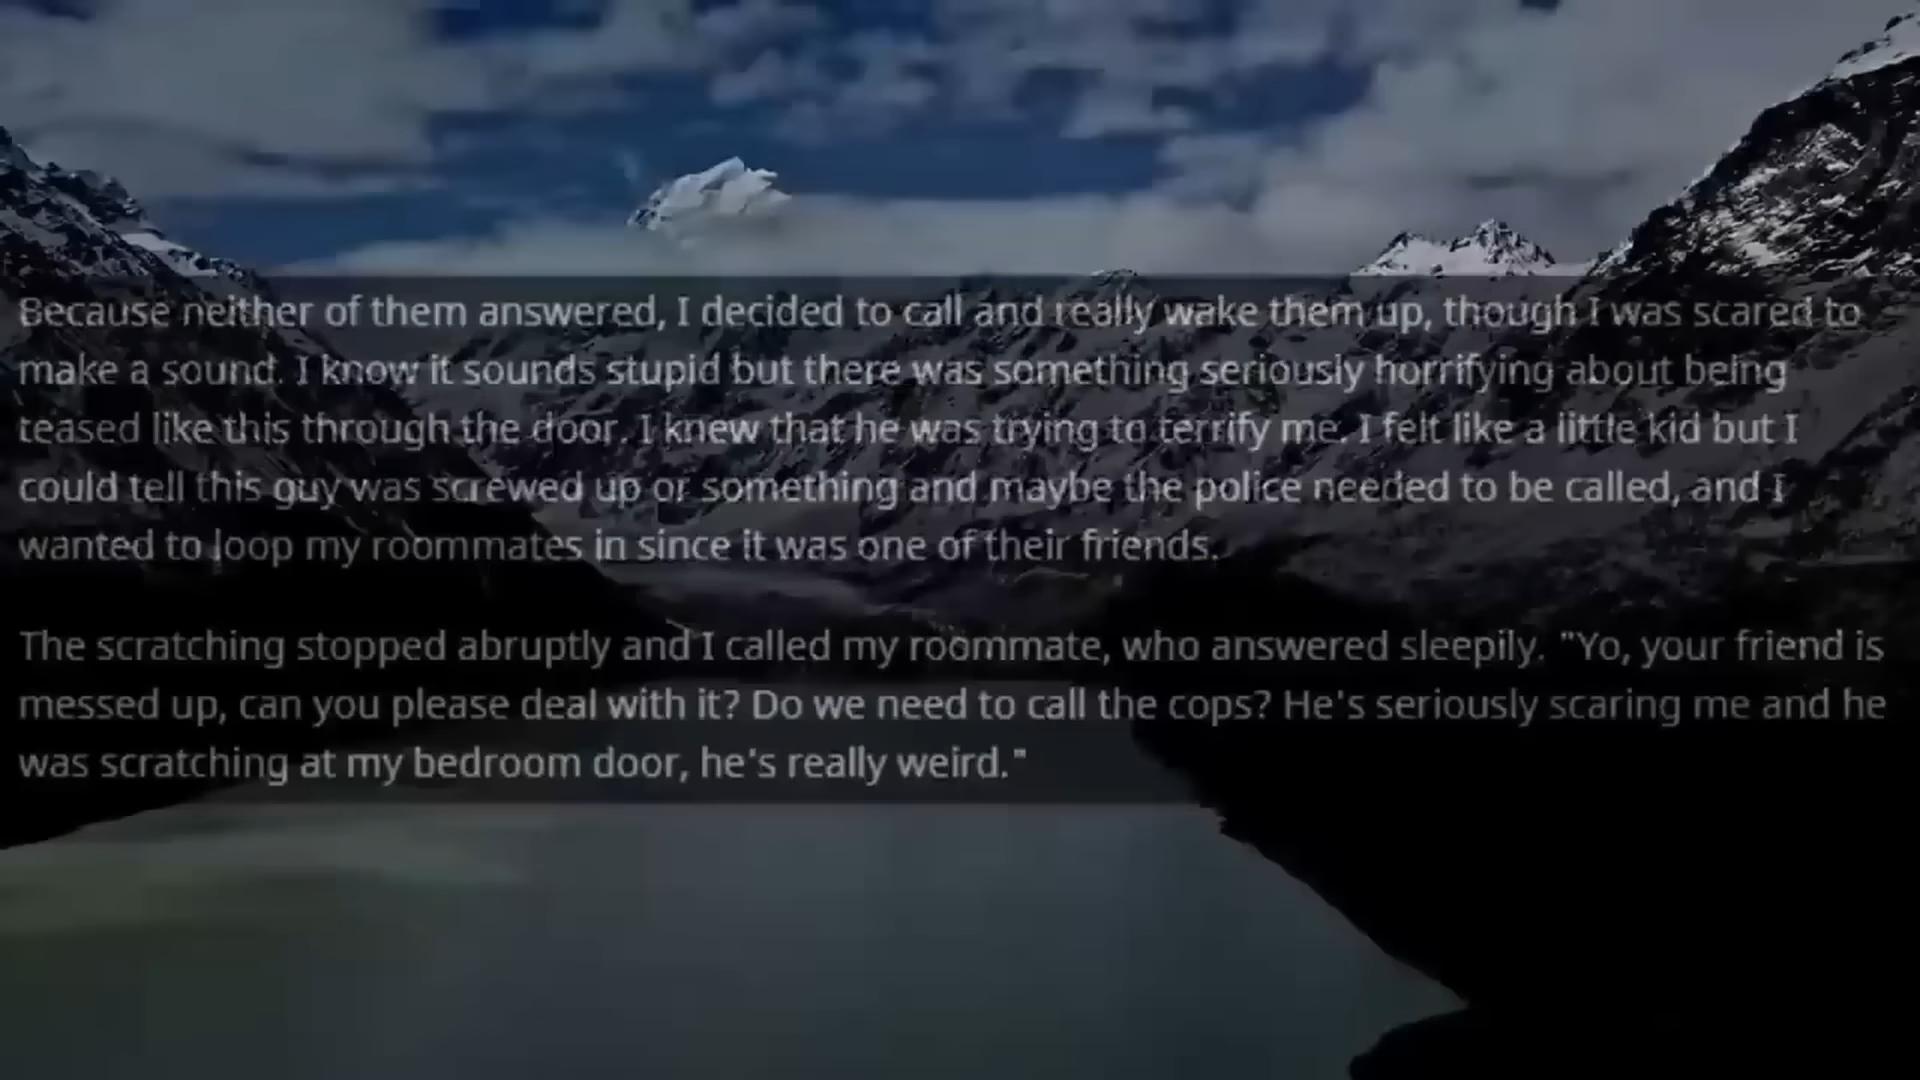 Because neither of them answered, I decided to call and really wake them up, though I was scared to
make a sound. I know it sounds stupid but there was something seriously horrifying about being
teased like this through the door. I knew that he was trying to terrify me. I felt like a little kid but I
could tell this guy was screwed up or something and maybe the police needed to be called, and I
wanted to loop my roommates in since it was one of their friends.
The scratching stopped abruptly and I called my roommate, who answered sleepily. "Yo, your friend is
messed up, can you please deal with it? Do we need to call the cops? He's seriously scaring me and he
was scratching at my bedroom door, he's really weird."